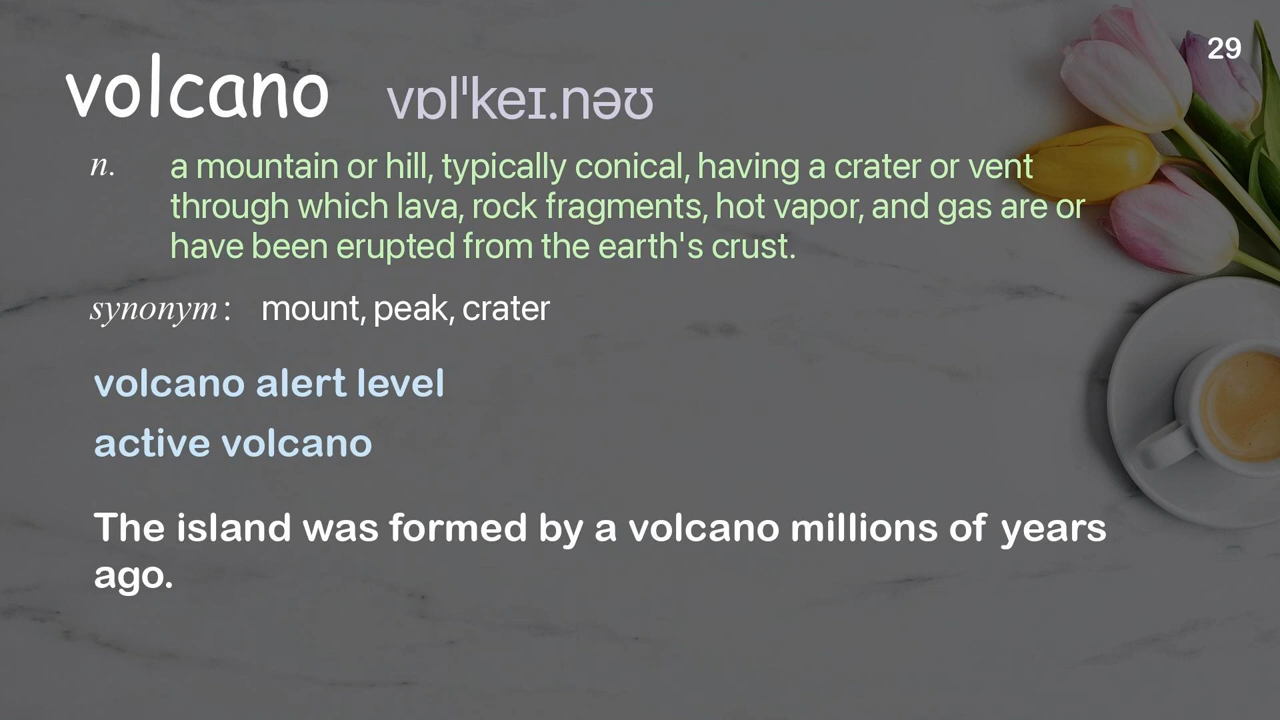 29
volcano vɒlˈkeɪ.nəʊ
n. a mountain or hill, typically conical, having a crater or vent
through which lava, rock fragments, hot vapor, and gas are or
have been erupted from the earth's crust.
synonym: mount, peak, crater
volcano alert level
active volcano
The island was formed by a volcano millions of years
ago.